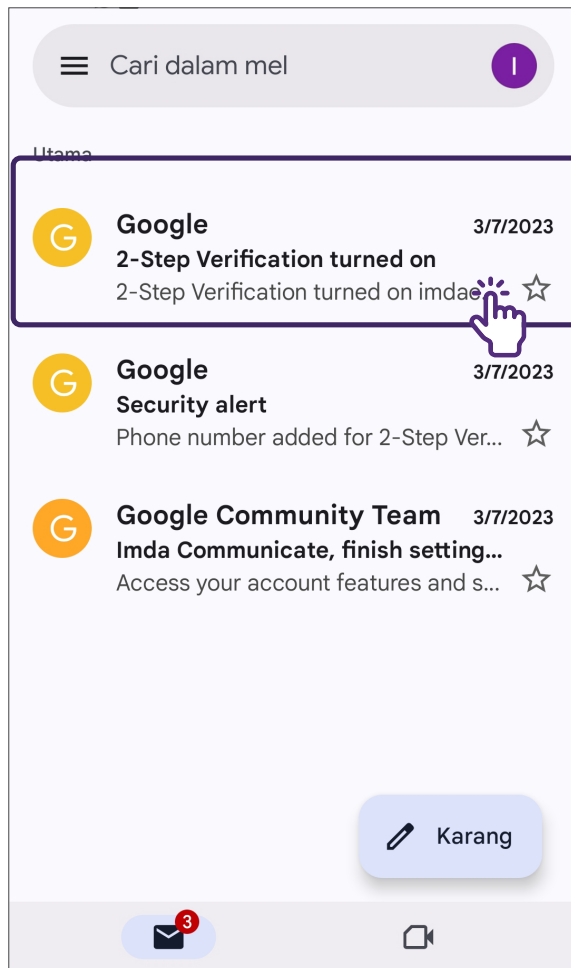 Cari dalam mel
I
Utama
G
Google 3/7/2023
2-Step Verification turned on
2-Step Verification turned on imdae
G
Google 3/7/2023
Security alert
Phone number added for 2-Step Ver...
G
Google Community Team 3/7/2023
Imda Communicate, finish setting...
Access your account features and s...
Karang
3